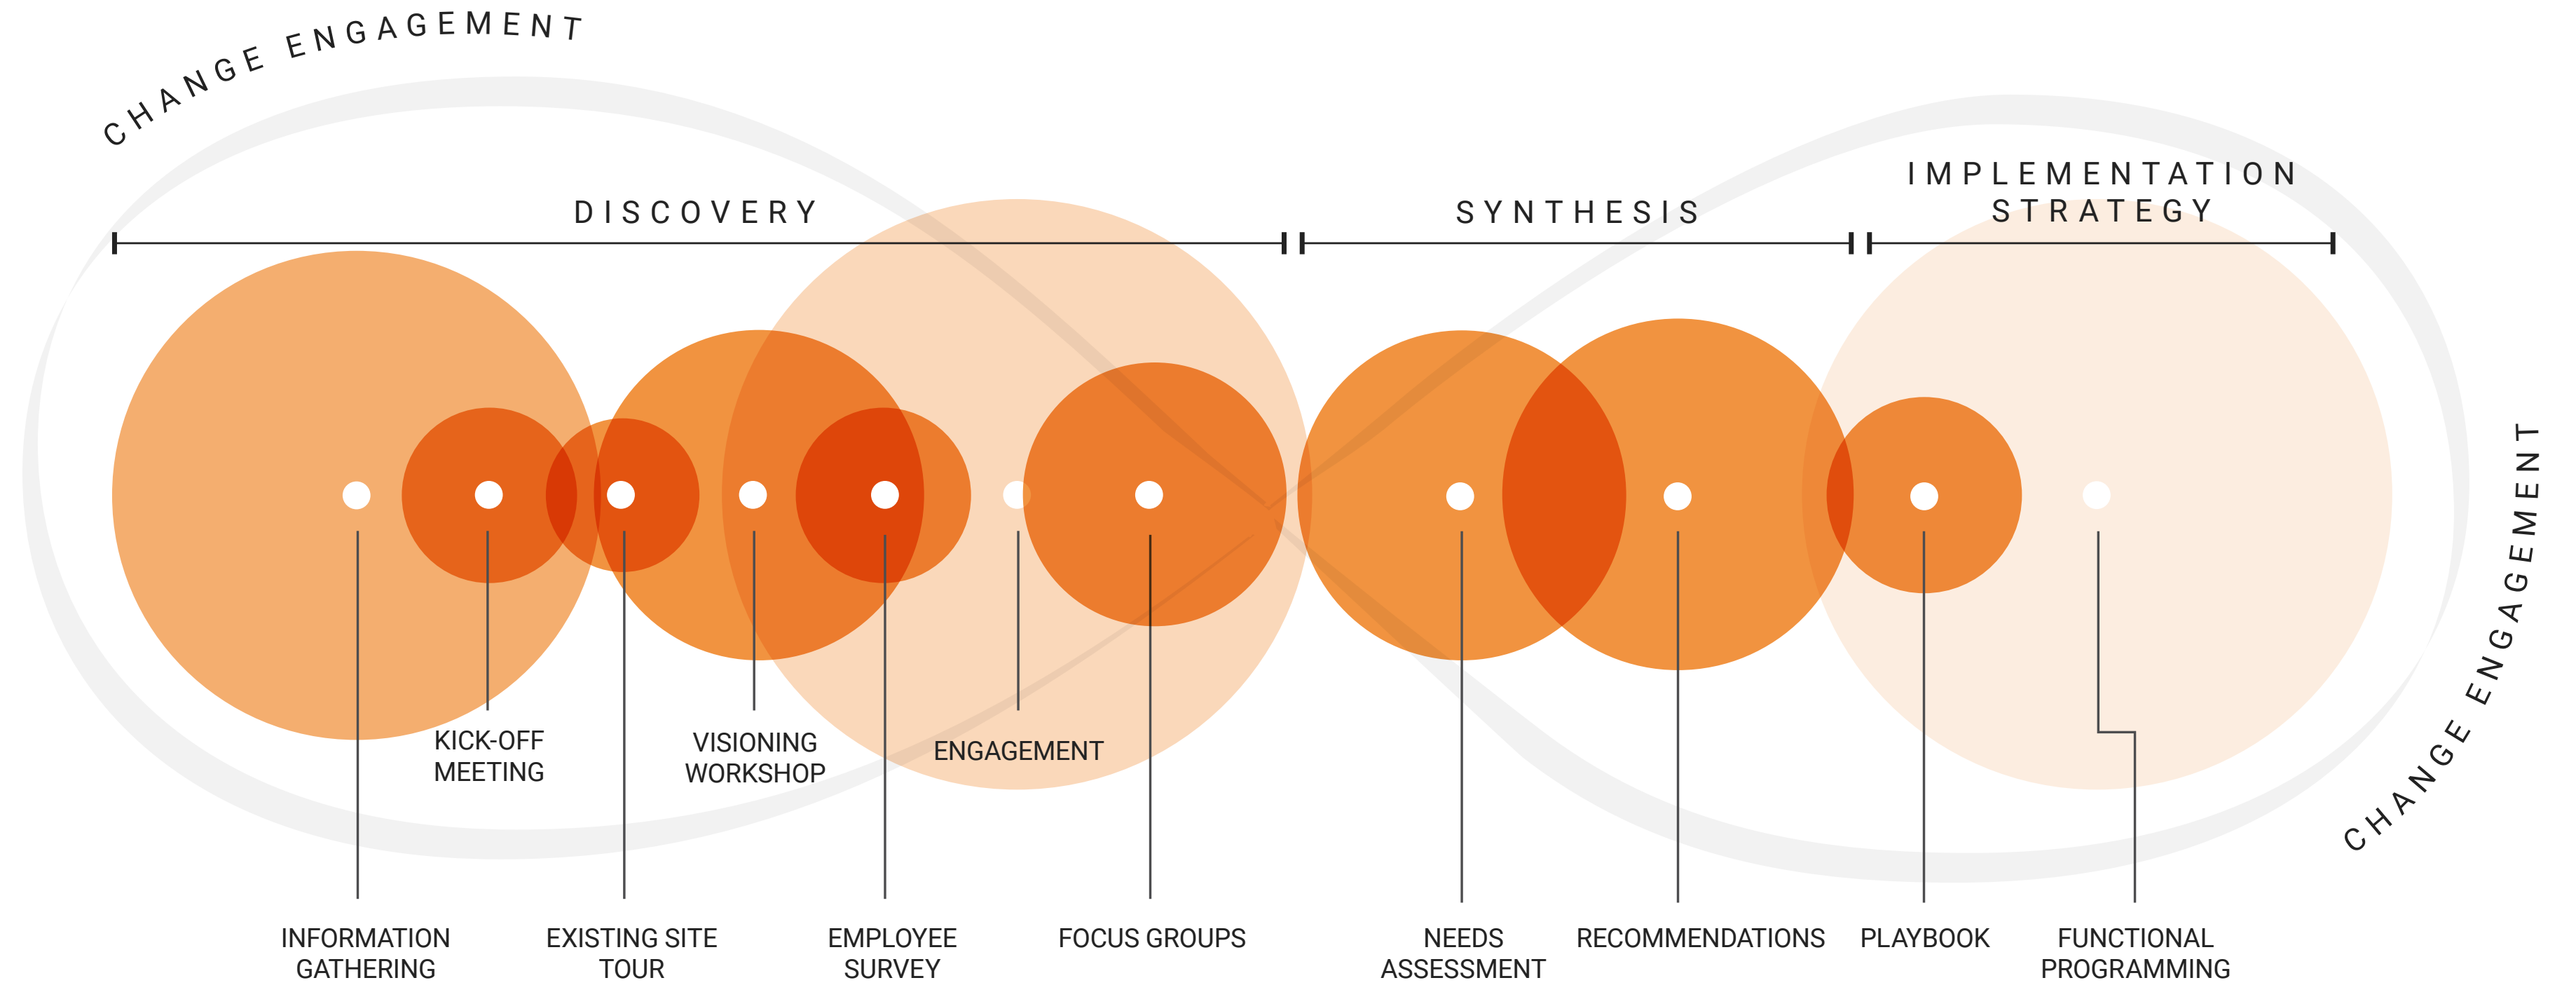 CHANGE ENGAGEMENT
DISCOVERY
SYNTHESIS
IMPLEMENTATION
STRATEGY
KICK-OFF
MEETING
VISIONING
WORKSHOP
ENGAGEMENT
INFORMATION
GATHERING
EXISTING SITE
TOUR
EMPLOYEE
SURVEY
FOCUS GROUPS
NEEDS
ASSESSMENT
RECOMMENDATIONS
PLAYBOOK
FUNCTIONAL
PROGRAMMING
CHANGE ENGAGEMENT